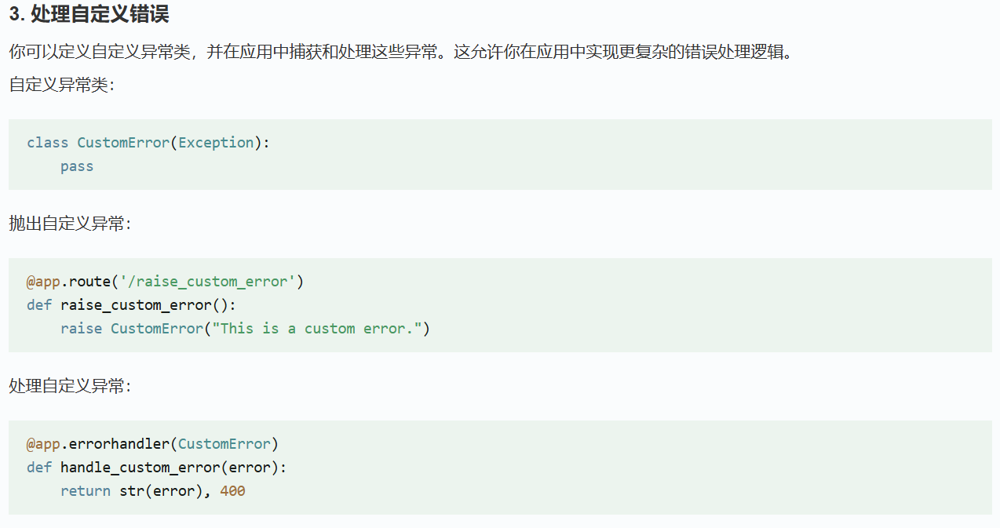 3. 处理自定义错误
你可以定义自定义异常类，并在应用中捕获和处理这些异常。这允许你在应用中实现更复杂的错误处理逻辑。
自定义异常类：
class CustomError(Exception):
    pass
抛出自定义异常：
@app.route('/raise_custom_error')
def raise_custom_error():
    raise CustomError("This is a custom error.")
处理自定义异常：
@app.errorhandler(CustomError)
def handle_custom_error(error):
    return str(error), 400